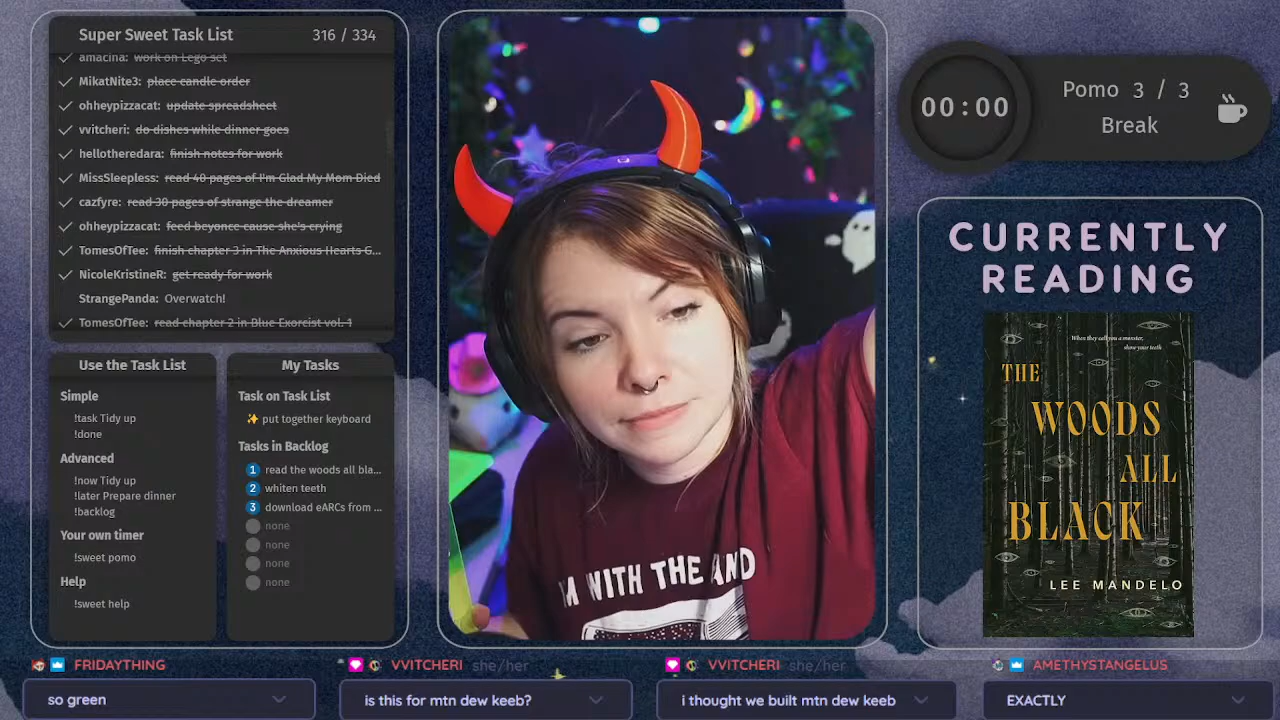 Super Sweet Task List 316 / 334
amacina: work on Lego set
MikatNite3: place candle order
ohheypizzacat: update spreadsheet
vvitcheri: do dishes while dinner goes
hellotheredara: finish notes for work
MissSleepless: read 40 pages of I'm Glad My Mom Died
cazfyre: read 30 pages of strange the dreamer
ohheypizzacat: feed beyonce cause she's crying
TomesOfTee: finish chapter 3 in The Anxious Hearts G...
NicoleKristineR: get ready for work
StrangePanda: Overwatch!
TomesOfTee: read chapter 2 in Blue Exorcist vol. 1
Use the Task List
Simple
!task Tidy up
!done
Advanced
!now Tidy up
!later Prepare dinner
!backlog
Your own timer
!sweet pomo
Help
!sweet help
My Tasks
Task on Task List
✨ put together keyboard
Tasks in Backlog
1 read the woods all bla...
2 whiten teeth
3 download eARCs from ...
none
none
none
none
I'M WITH THE
00:00
Pomo 3 / 3
Break
CURRENTLY
READING
When they call you a monster,
show your teeth
THE
WOODS
ALL
BLACK
LEE MANDELO
FRIDAYTHING
so green
VVITCHERI she/her
is this for mtn dew keeb?
VVITCHERI she/her
i thought we built mtn dew keeb
AMETHYSTANGELUS
EXACTLY